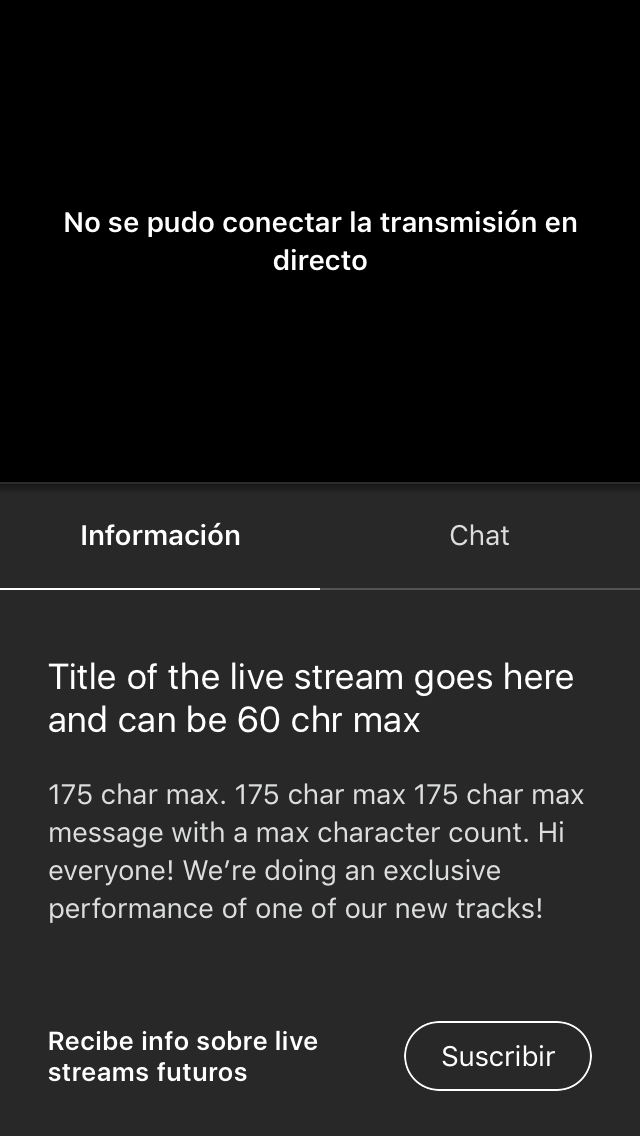 No se pudo conectar la transmisión en
directo
Información
Chat
Title of the live stream goes here
and can be 60 chr max
175 char max. 175 char max 175 char max
message with a max character count. Hi
everyone! We’re doing an exclusive
performance of one of our new tracks!
Recibe info sobre live
streams futuros
Suscribir